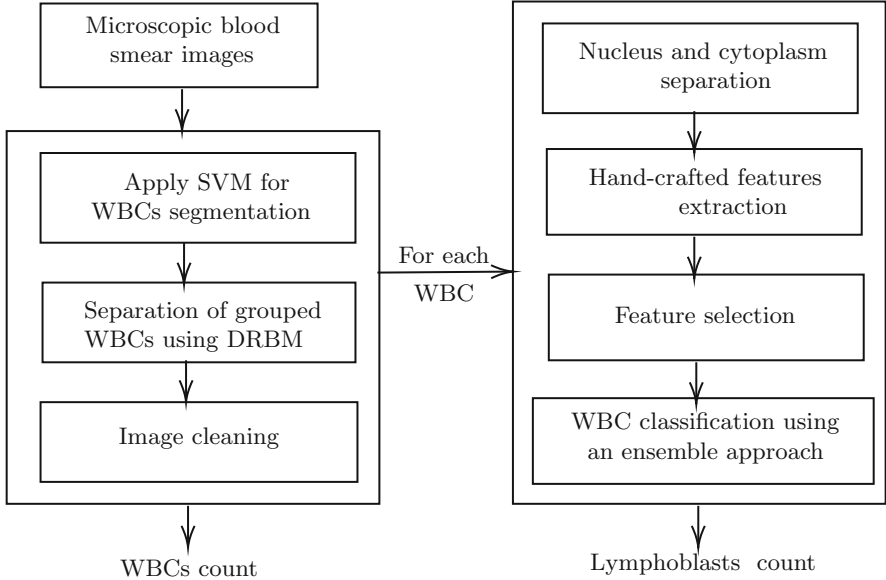 Microscopic blood
smear images
Apply SVM for
WBCs segmentation
Separation of grouped
WBCs using DRBM
Image cleaning
WBCs count
For each
WBC
Nucleus and cytoplasm
separation
Hand-crafted features
extraction
Feature selection
WBC classification using
an ensemble approach
Lymphoblasts count